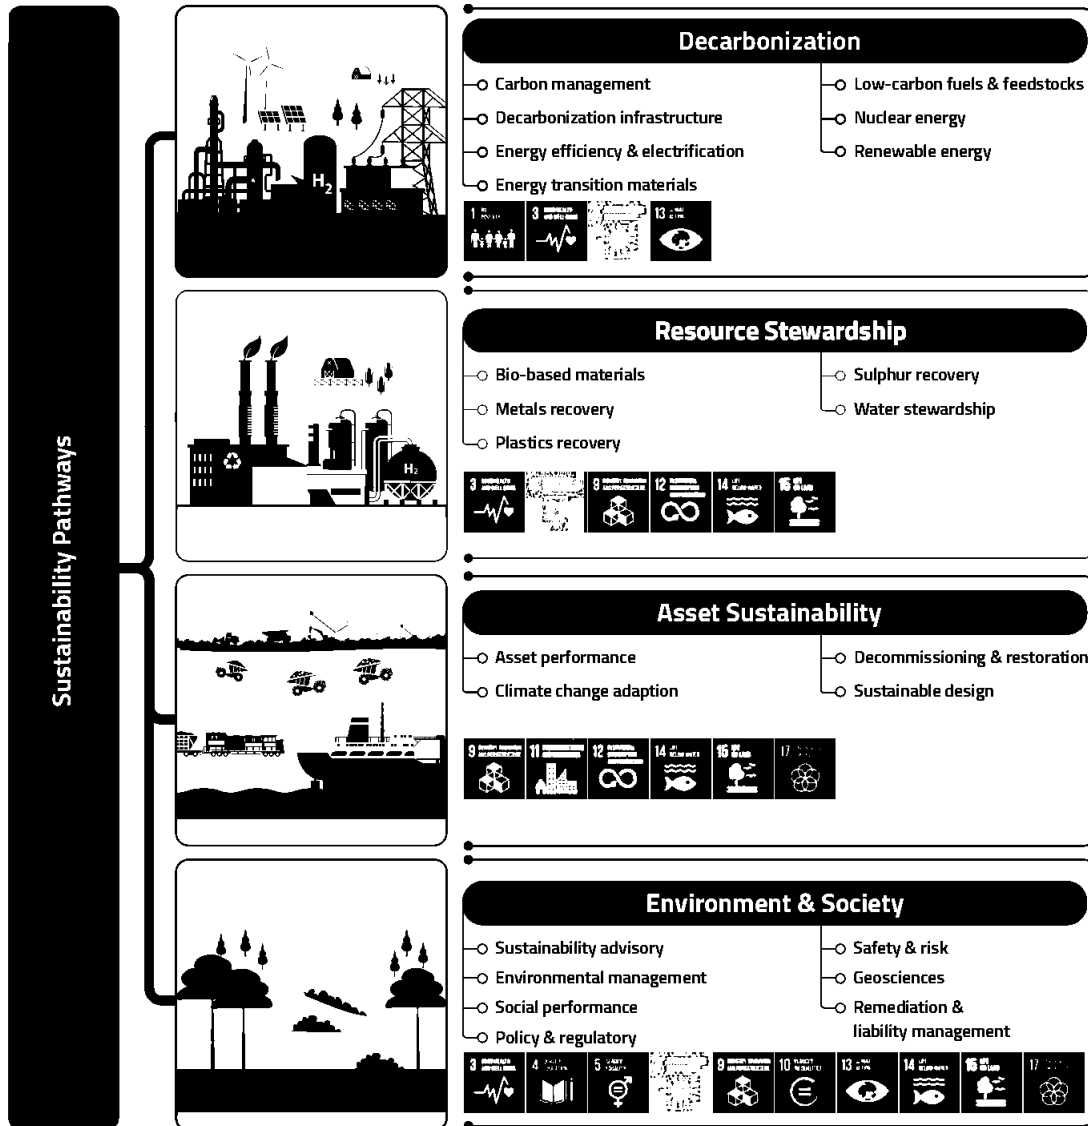 Sustainability Pathways
Decarbonization
Carbon management
Decarbonization infrastructure
Energy efficiency & electrification
Energy transition materials
Low-carbon fuels & feedstocks
Nuclear energy
Renewable energy
H2
1
3
13
Resource Stewardship
Bio-based materials
Metals recovery
Plastics recovery
Sulphur recovery
Water stewardship
H2
3
9
12
14
15
Asset Sustainability
Asset performance
Climate change adaption
Decommissioning & restoration
Sustainable design
9
11
12
14
15
17
Environment & Society
Sustainability advisory
Environmental management
Social performance
Policy & regulatory
Safety & risk
Geosciences
Remediation &
liability management
3
4
5
9
10
13
14
15
17